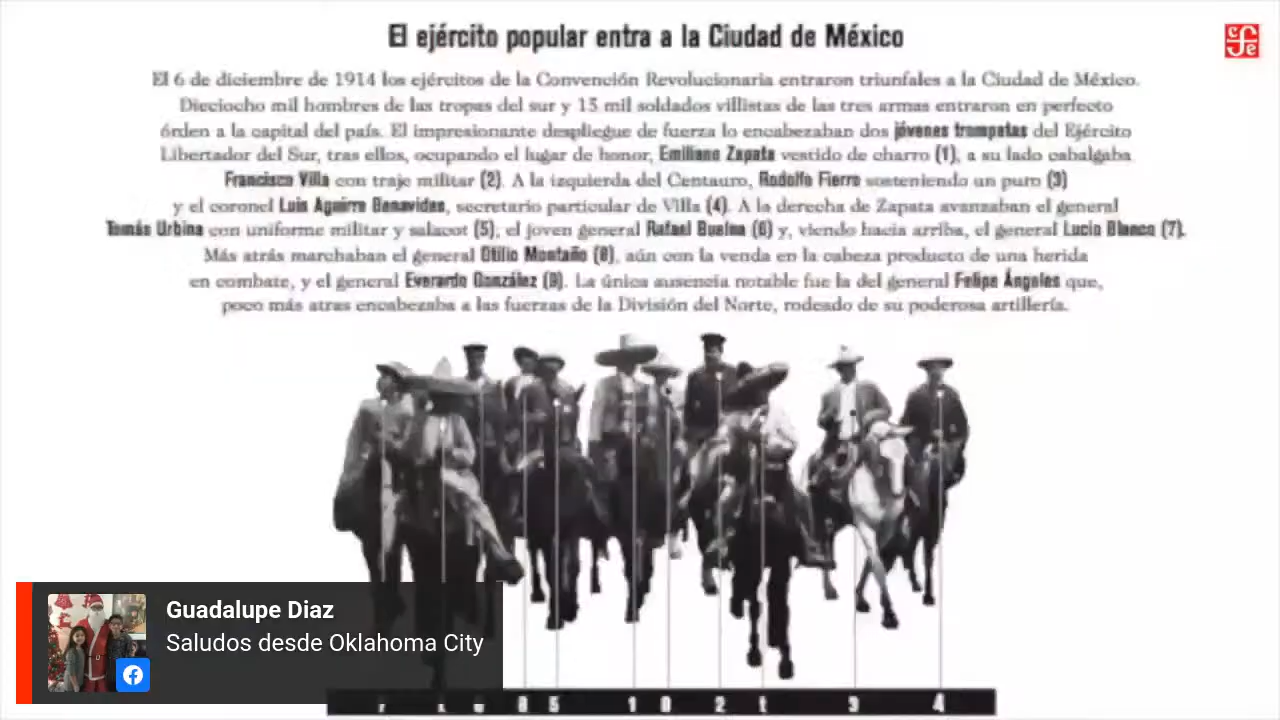 El ejército popular entra a la Ciudad de México
El 6 de diciembre de 1914 los ejércitos de la Convención Revolucionaria entraron triunfales a la Ciudad de México.
Dieciocho mil hombres de las tropas del sur y 15 mil soldados villistas de las tres armas entraron en perfecto
órden a la capital del país. El impresionante despliegue de fuerza lo encabezaban dos jóvenes trompetas del Ejército
Libertador del Sur, tras ellos, ocupando el lugar de honor, Emiliano Zapata vestido de charro (1), a su lado cabalgaba
Francisco Villa con traje militar (2). A la izquierda del Centauro, Rodolfo Fierro sosteniendo un puro (3)
y el coronel Luis Aguirre Benavides, secretario particular de Villa (4). A la derecha de Zapata avanzaban el general
Tomás Urbina con uniforme militar y salacot (5), el joven general Rafael Buelna (6) y, viendo hacia arriba, el general Lucio Blanco (7).
Más atrás marchaban el general Otilio Montaño (8), aún con la venda en la cabeza producto de una herida
en combate, y el general Everardo González (9). La única ausencia notable fue la del general Felipe Ángeles que,
poco más atras encabezaba a las fuerzas de la División del Norte, rodeado de su poderosa artillería.
cfe
Guadalupe Diaz
Saludos desde Oklahoma City
8 5 1 2 t 3 4